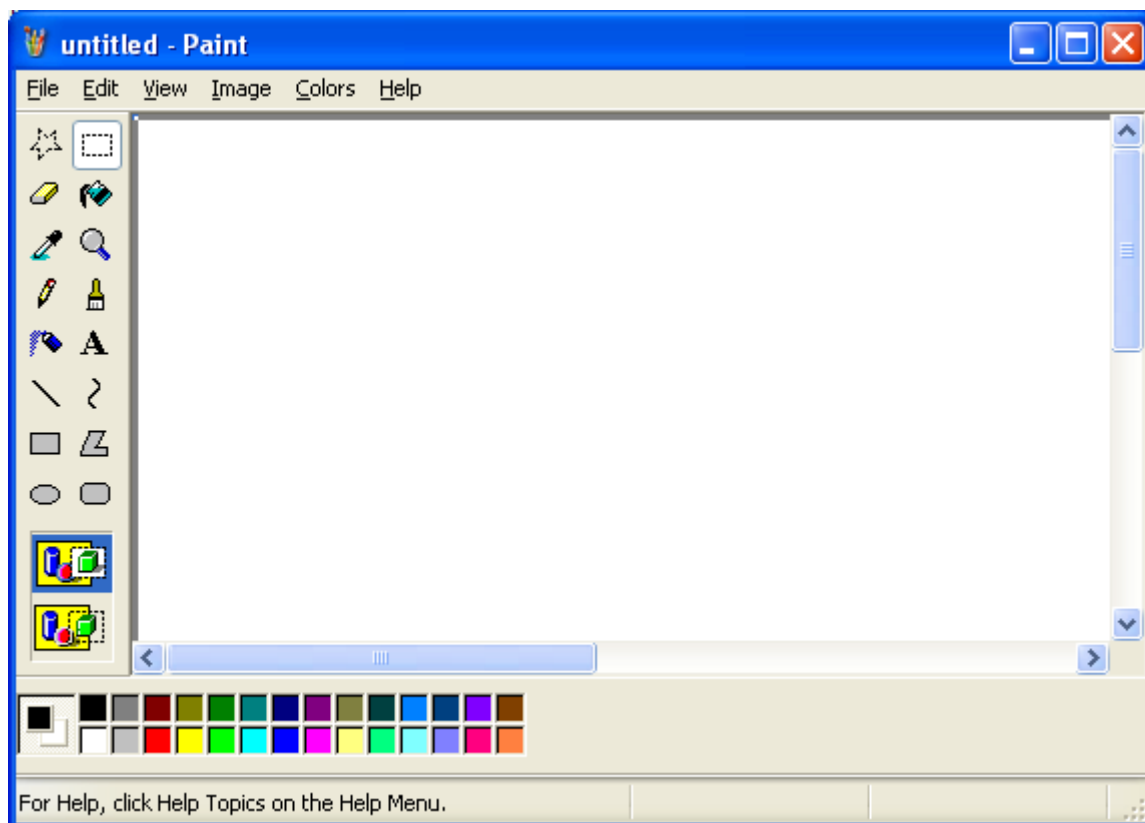 untitled - Paint
File Edit View Image Colors Help
A
For Help, click Help Topics on the Help Menu.